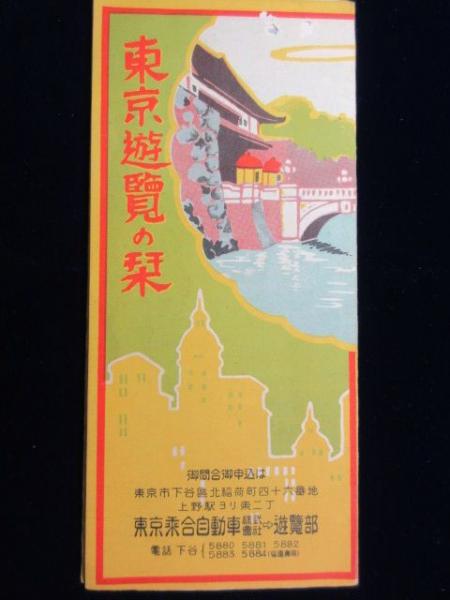 東京遊覽の栞
御問合御申込は
東京市下谷區北稲荷町四十六番地
上野駅ヨリ東二丁
東京乗合自動車株式會社⇨遊覽部
電話 下谷{5880 5881 5882
5883 5884